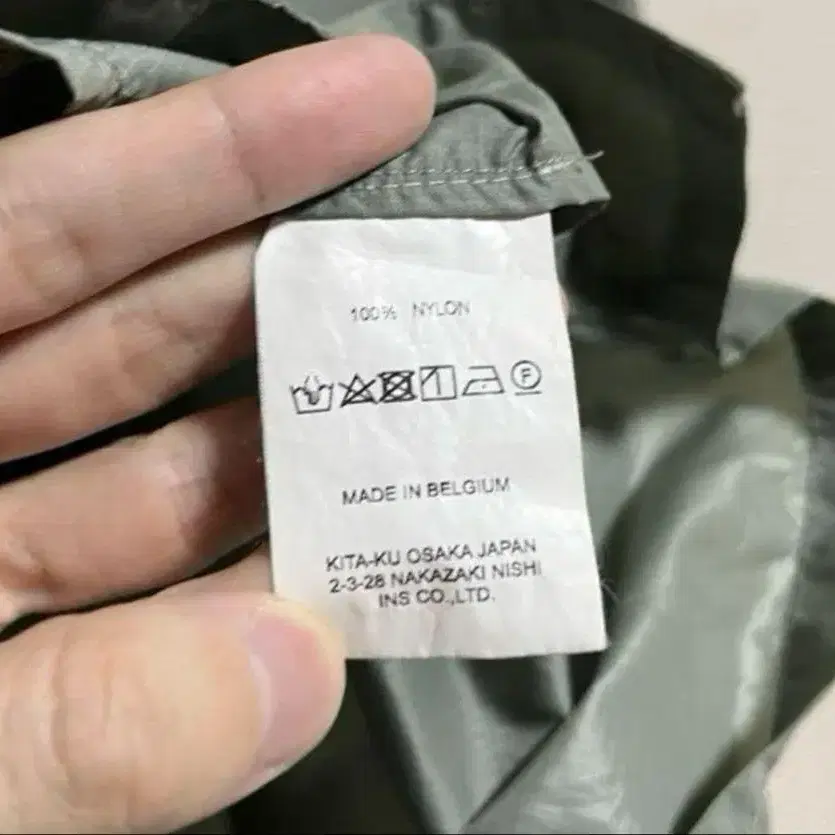 100% NYLON
F
MADE IN BELGIUM
KITA-KU OSAKA JAPAN
2-3-28 NAKAZAKI NISHI
INS CO.,LTD.